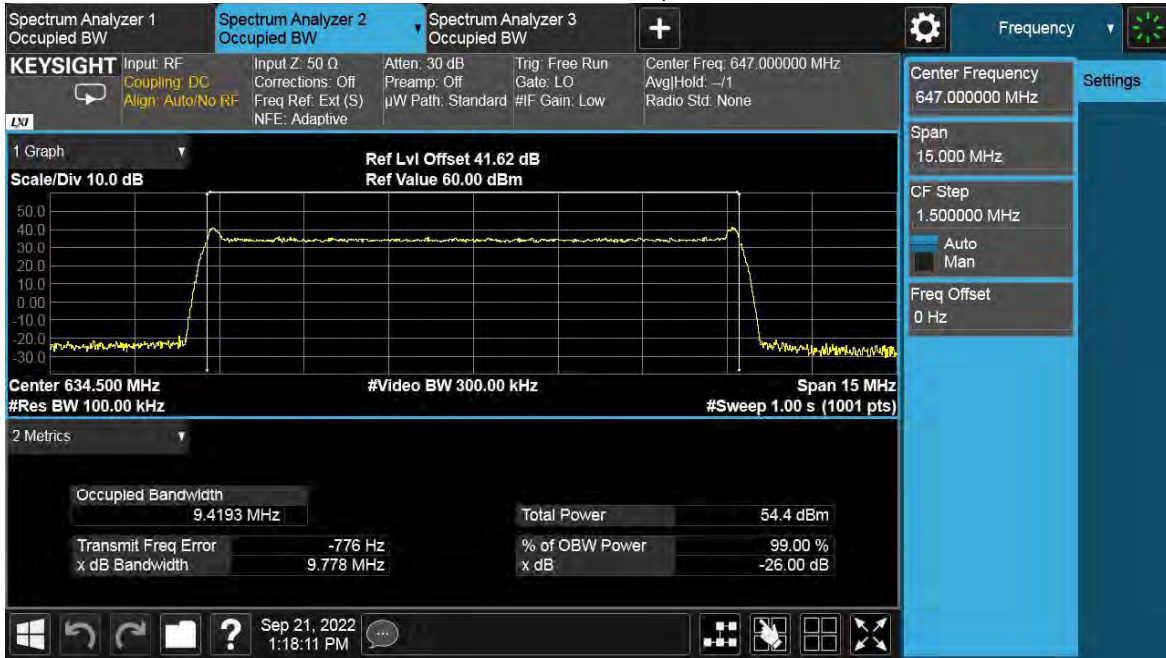 Spectrum Analyzer 1
Occupied BW
Spectrum Analyzer 2
Occupied BW
Spectrum Analyzer 3
Occupied BW
+
Frequency
KEYSIGHT
LXI
Input: RF
Coupling: DC
Align: Auto/No RF
Input Z: 50 Ω
Corrections: Off
Freq Ref: Ext (S)
NFE: Adaptive
Atten: 30 dB
Preamp: Off
µW Path: Standard
Trig: Free Run
Gate: LO
#IF Gain: Low
Center Freq: 647.000000 MHz
Avg|Hold: --/1
Radio Std: None
Center Frequency
647.000000 MHz
Settings
Span
15.000 MHz
CF Step
1.500000 MHz
Auto
Man
Freq Offset
0 Hz
1 Graph
Scale/Div 10.0 dB
Ref Lvl Offset 41.62 dB
Ref Value 60.00 dBm
50.0
40.0
30.0
20.0
10.0
0.00
-10.0
-20.0
-30.0
Center 634.500 MHz
#Video BW 300.00 kHz
Span 15 MHz
#Res BW 100.00 kHz
#Sweep 1.00 s (1001 pts)
2 Metrics
Occupied Bandwidth
9.4193 MHz
Total Power 54.4 dBm
Transmit Freq Error -776 Hz
% of OBW Power 99.00 %
x dB Bandwidth 9.778 MHz
x dB -26.00 dB
?
Sep 21, 2022
1:18:11 PM